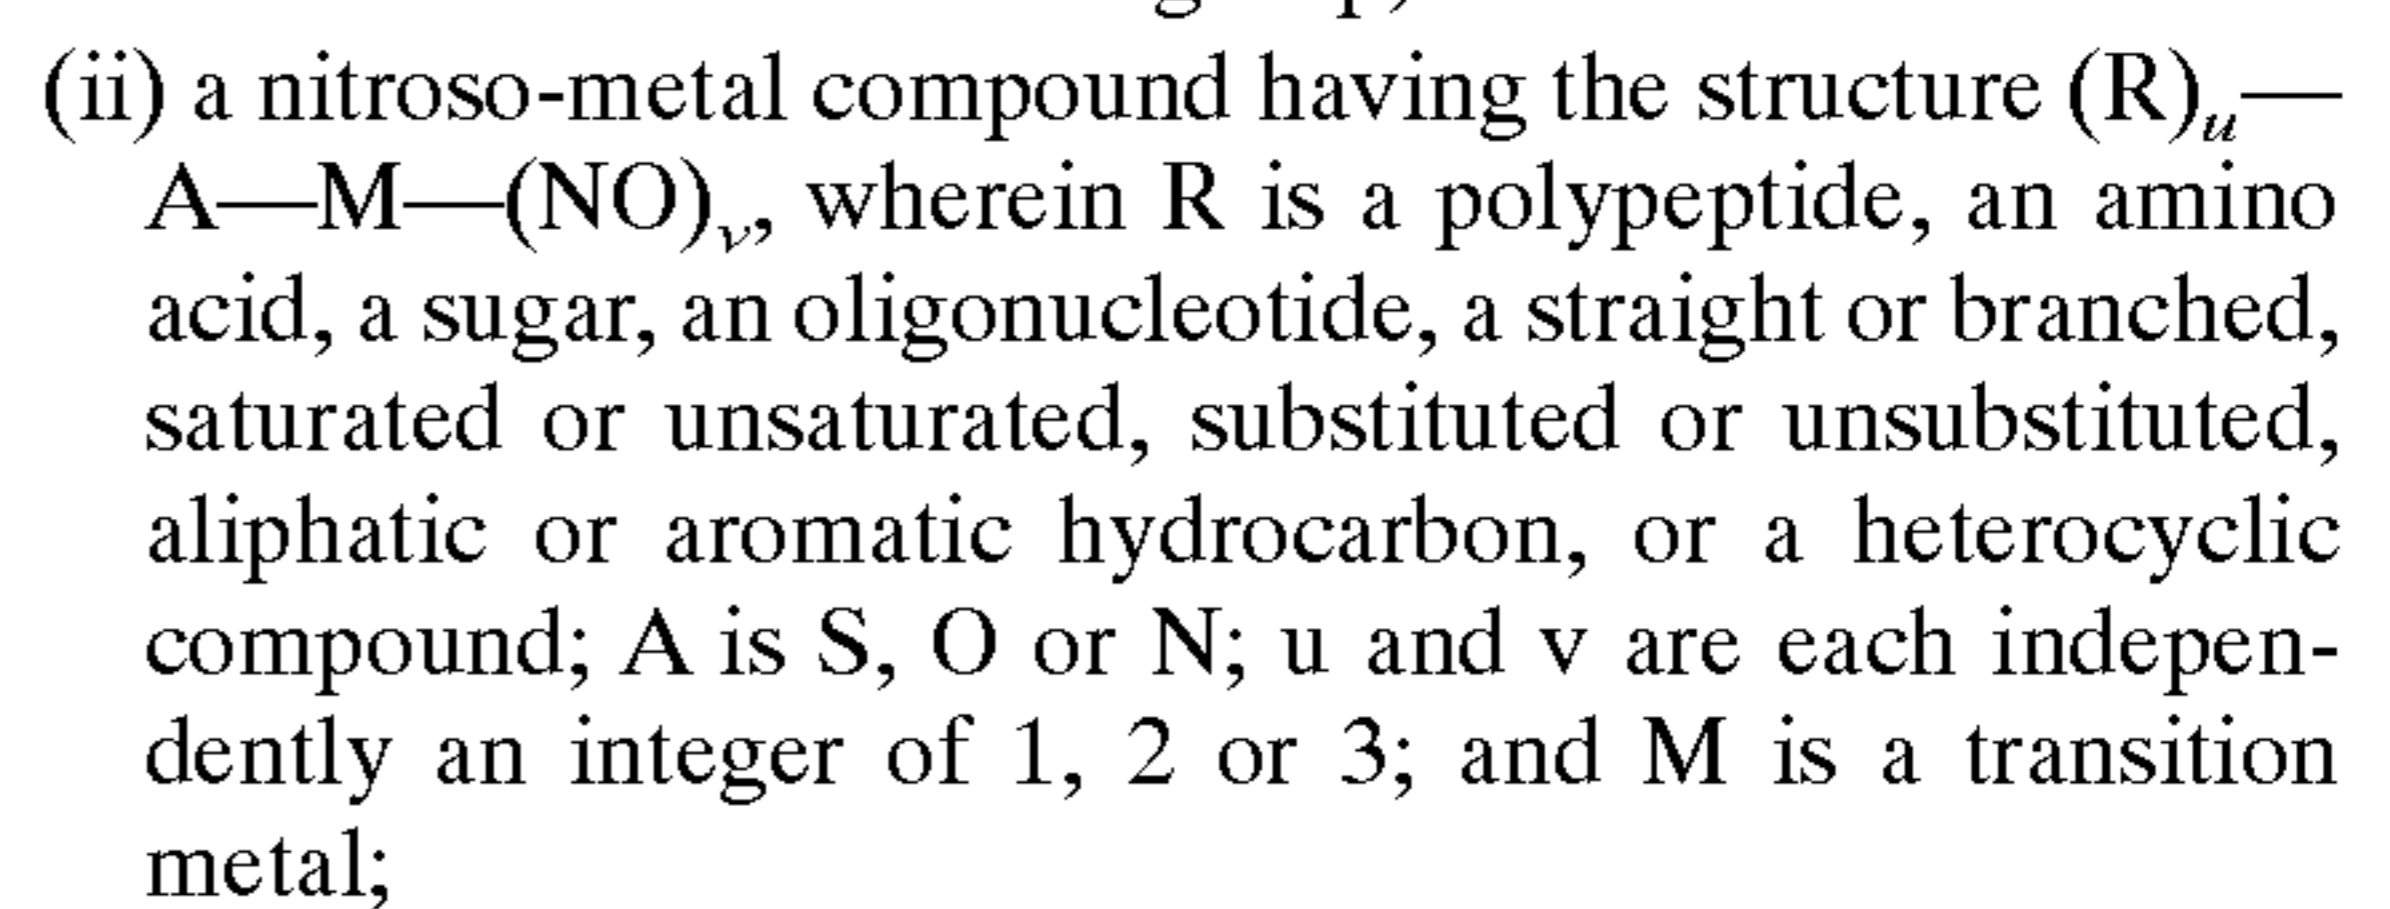 (ii) a nitroso-metal compound having the structure (R)u—
A—M—(NO)v, wherein R is a polypeptide, an amino
acid, a sugar, an oligonucleotide, a straight or branched,
saturated or unsaturated, substituted or unsubstituted,
aliphatic or aromatic hydrocarbon, or a heterocyclic
compound; A is S, O or N; u and v are each indepen-
dently an integer of 1, 2 or 3; and M is a transition
metal;